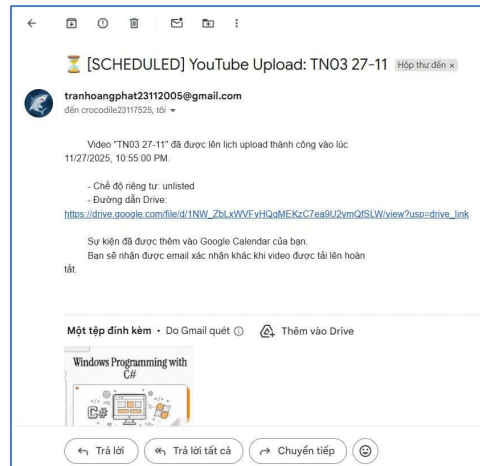 ⏳ [SCHEDULED] YouTube Upload: TN03 27-11 Hộp thư đến ×
tranhoangphat23112005@gmail.com
đến crocodile23117525, tôi
Video "TN03 27-11" đã được lên lịch upload thành công vào lúc
11/27/2025, 10:55:00 PM.
- Chế độ riêng tư: unlisted
- Đường dẫn Drive:
https://drive.google.com/file/d/1NW_ZbLxWVFyHQqMEKzC7ea9U2vmQfSLW/view?usp=drive_link
Sự kiện đã được thêm vào Google Calendar của bạn.
Bạn sẽ nhận được email xác nhận khác khi video được tải lên hoàn
tất.
Một tệp đính kèm • Do Gmail quét
Thêm vào Drive
Windows Programming with
C#
C#
Trả lời
Trả lời tất cả
Chuyển tiếp